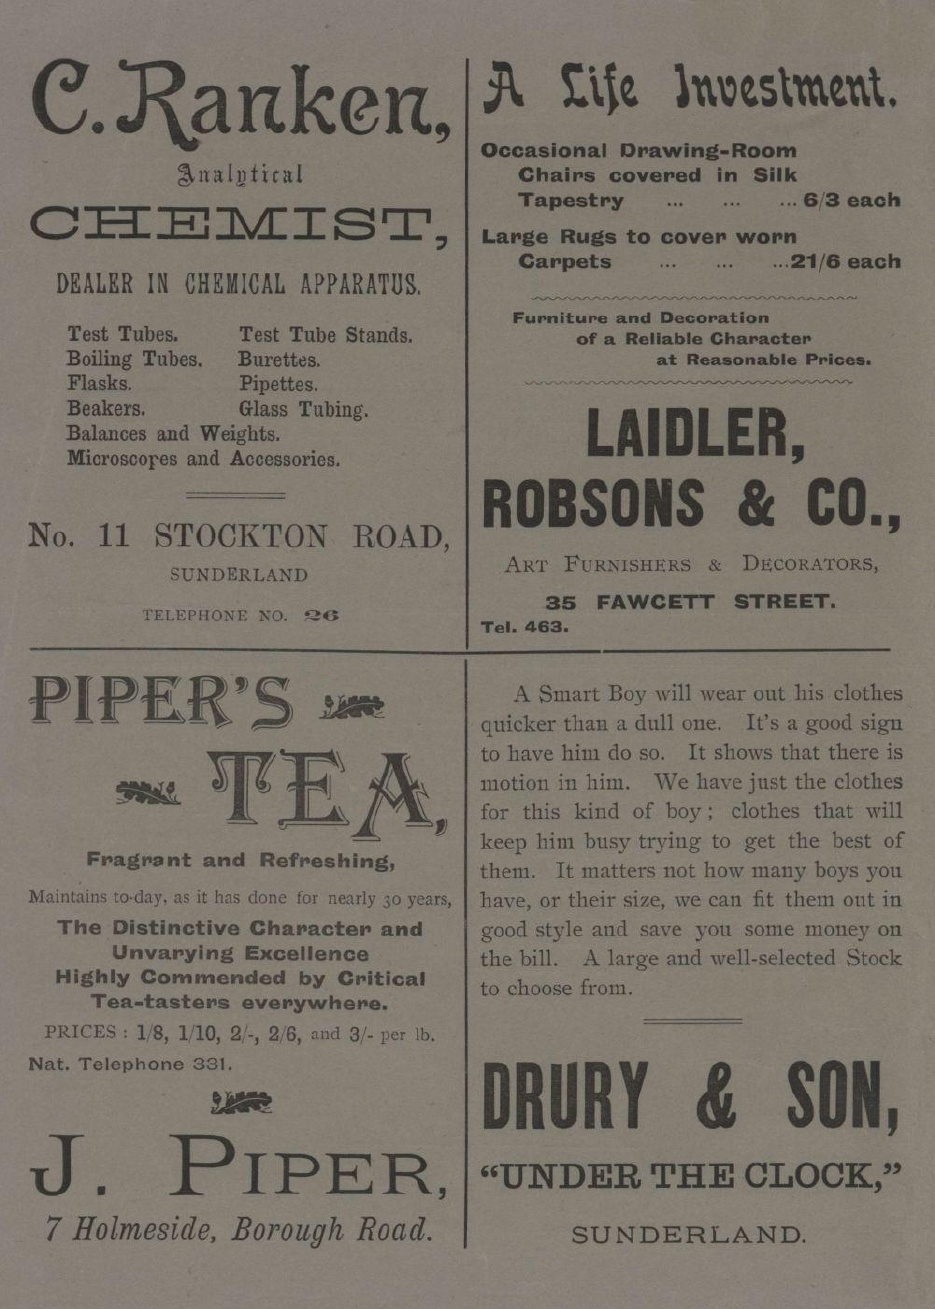 C. Ranken,
Analytical
CHEMIST,
DEALER IN CHEMICAL APPARATUS.
Test Tubes. Test Tube Stands.
Boiling Tubes. Burettes.
Flasks. Pipettes.
Beakers. Glass Tubing.
Balances and Weights.
Microscopes and Accessories.
No. 11 STOCKTON ROAD,
SUNDERLAND
TELEPHONE NO. 26
A Life Investment.
Occasional Drawing-Room
Chairs covered in Silk
Tapestry ... ... ... 6/3 each
Large Rugs to cover worn
Carpets ... ... ...21/6 each
Furniture and Decoration
of a Reliable Character
at Reasonable Prices.
LAIDLER,
ROBSONS & CO.,
ART FURNISHERS & DECORATORS,
35 FAWCETT STREET.
Tel. 463.
PIPER'S
TEA,
Fragrant and Refreshing,
Maintains to-day, as it has done for nearly 30 years,
The Distinctive Character and
Unvarying Excellence
Highly Commended by Critical
Tea-tasters everywhere.
PRICES : 1/8, 1/10, 2/-, 2/6, and 3/- per lb.
Nat. Telephone 331.
J. PIPER,
7 Holmeside, Borough Road.
A Smart Boy will wear out his clothes
quicker than a dull one. It's a good sign
to have him do so. It shows that there is
motion in him. We have just the clothes
for this kind of boy ; clothes that will
keep him busy trying to get the best of
them. It matters not how many boys you
have, or their size, we can fit them out in
good style and save you some money on
the bill. A large and well-selected Stock
to choose from.
DRURY & SON,
"UNDER THE CLOCK,"
SUNDERLAND.